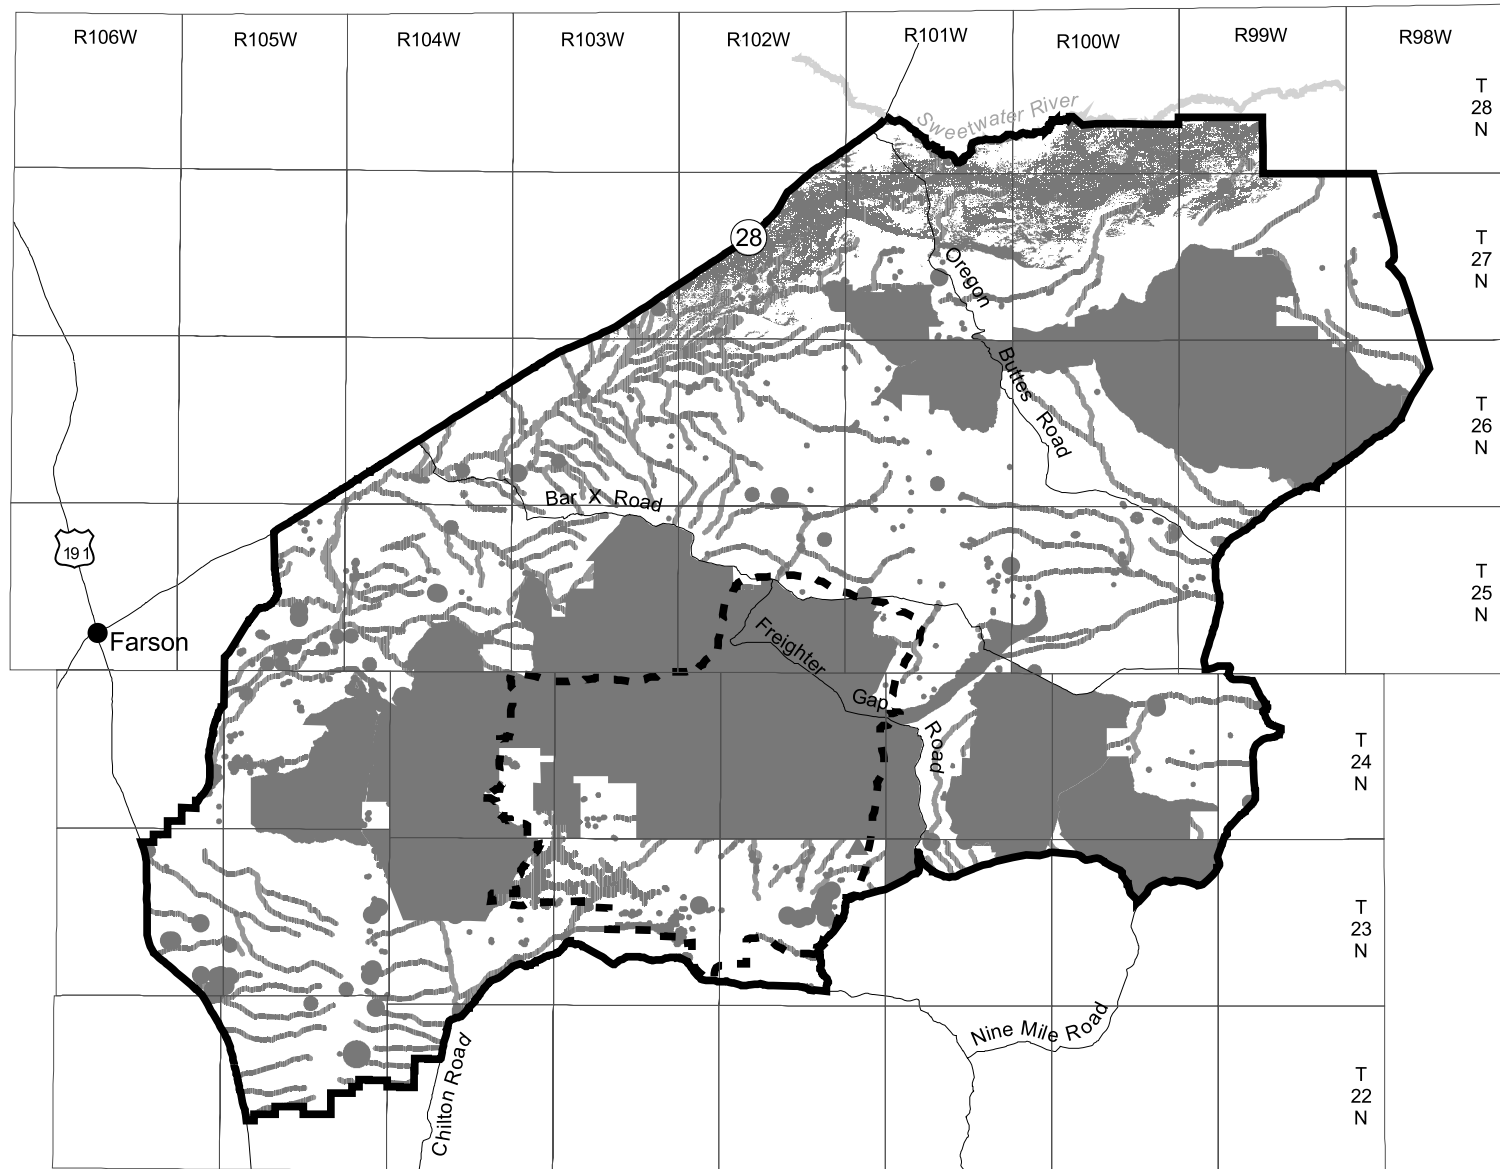 R106W R105W R104W R103W R102W R101W R100W R99W R98W
T
28
N
Sweetwater River
28
T
27
N
Oregon Buttes Road
T
26
N
Bar X Road
191
T
25
N
Farson
Freighter Gap Road
T
24
N
T
23
N
Nine Mile Road
Chilton Road
T
22
N